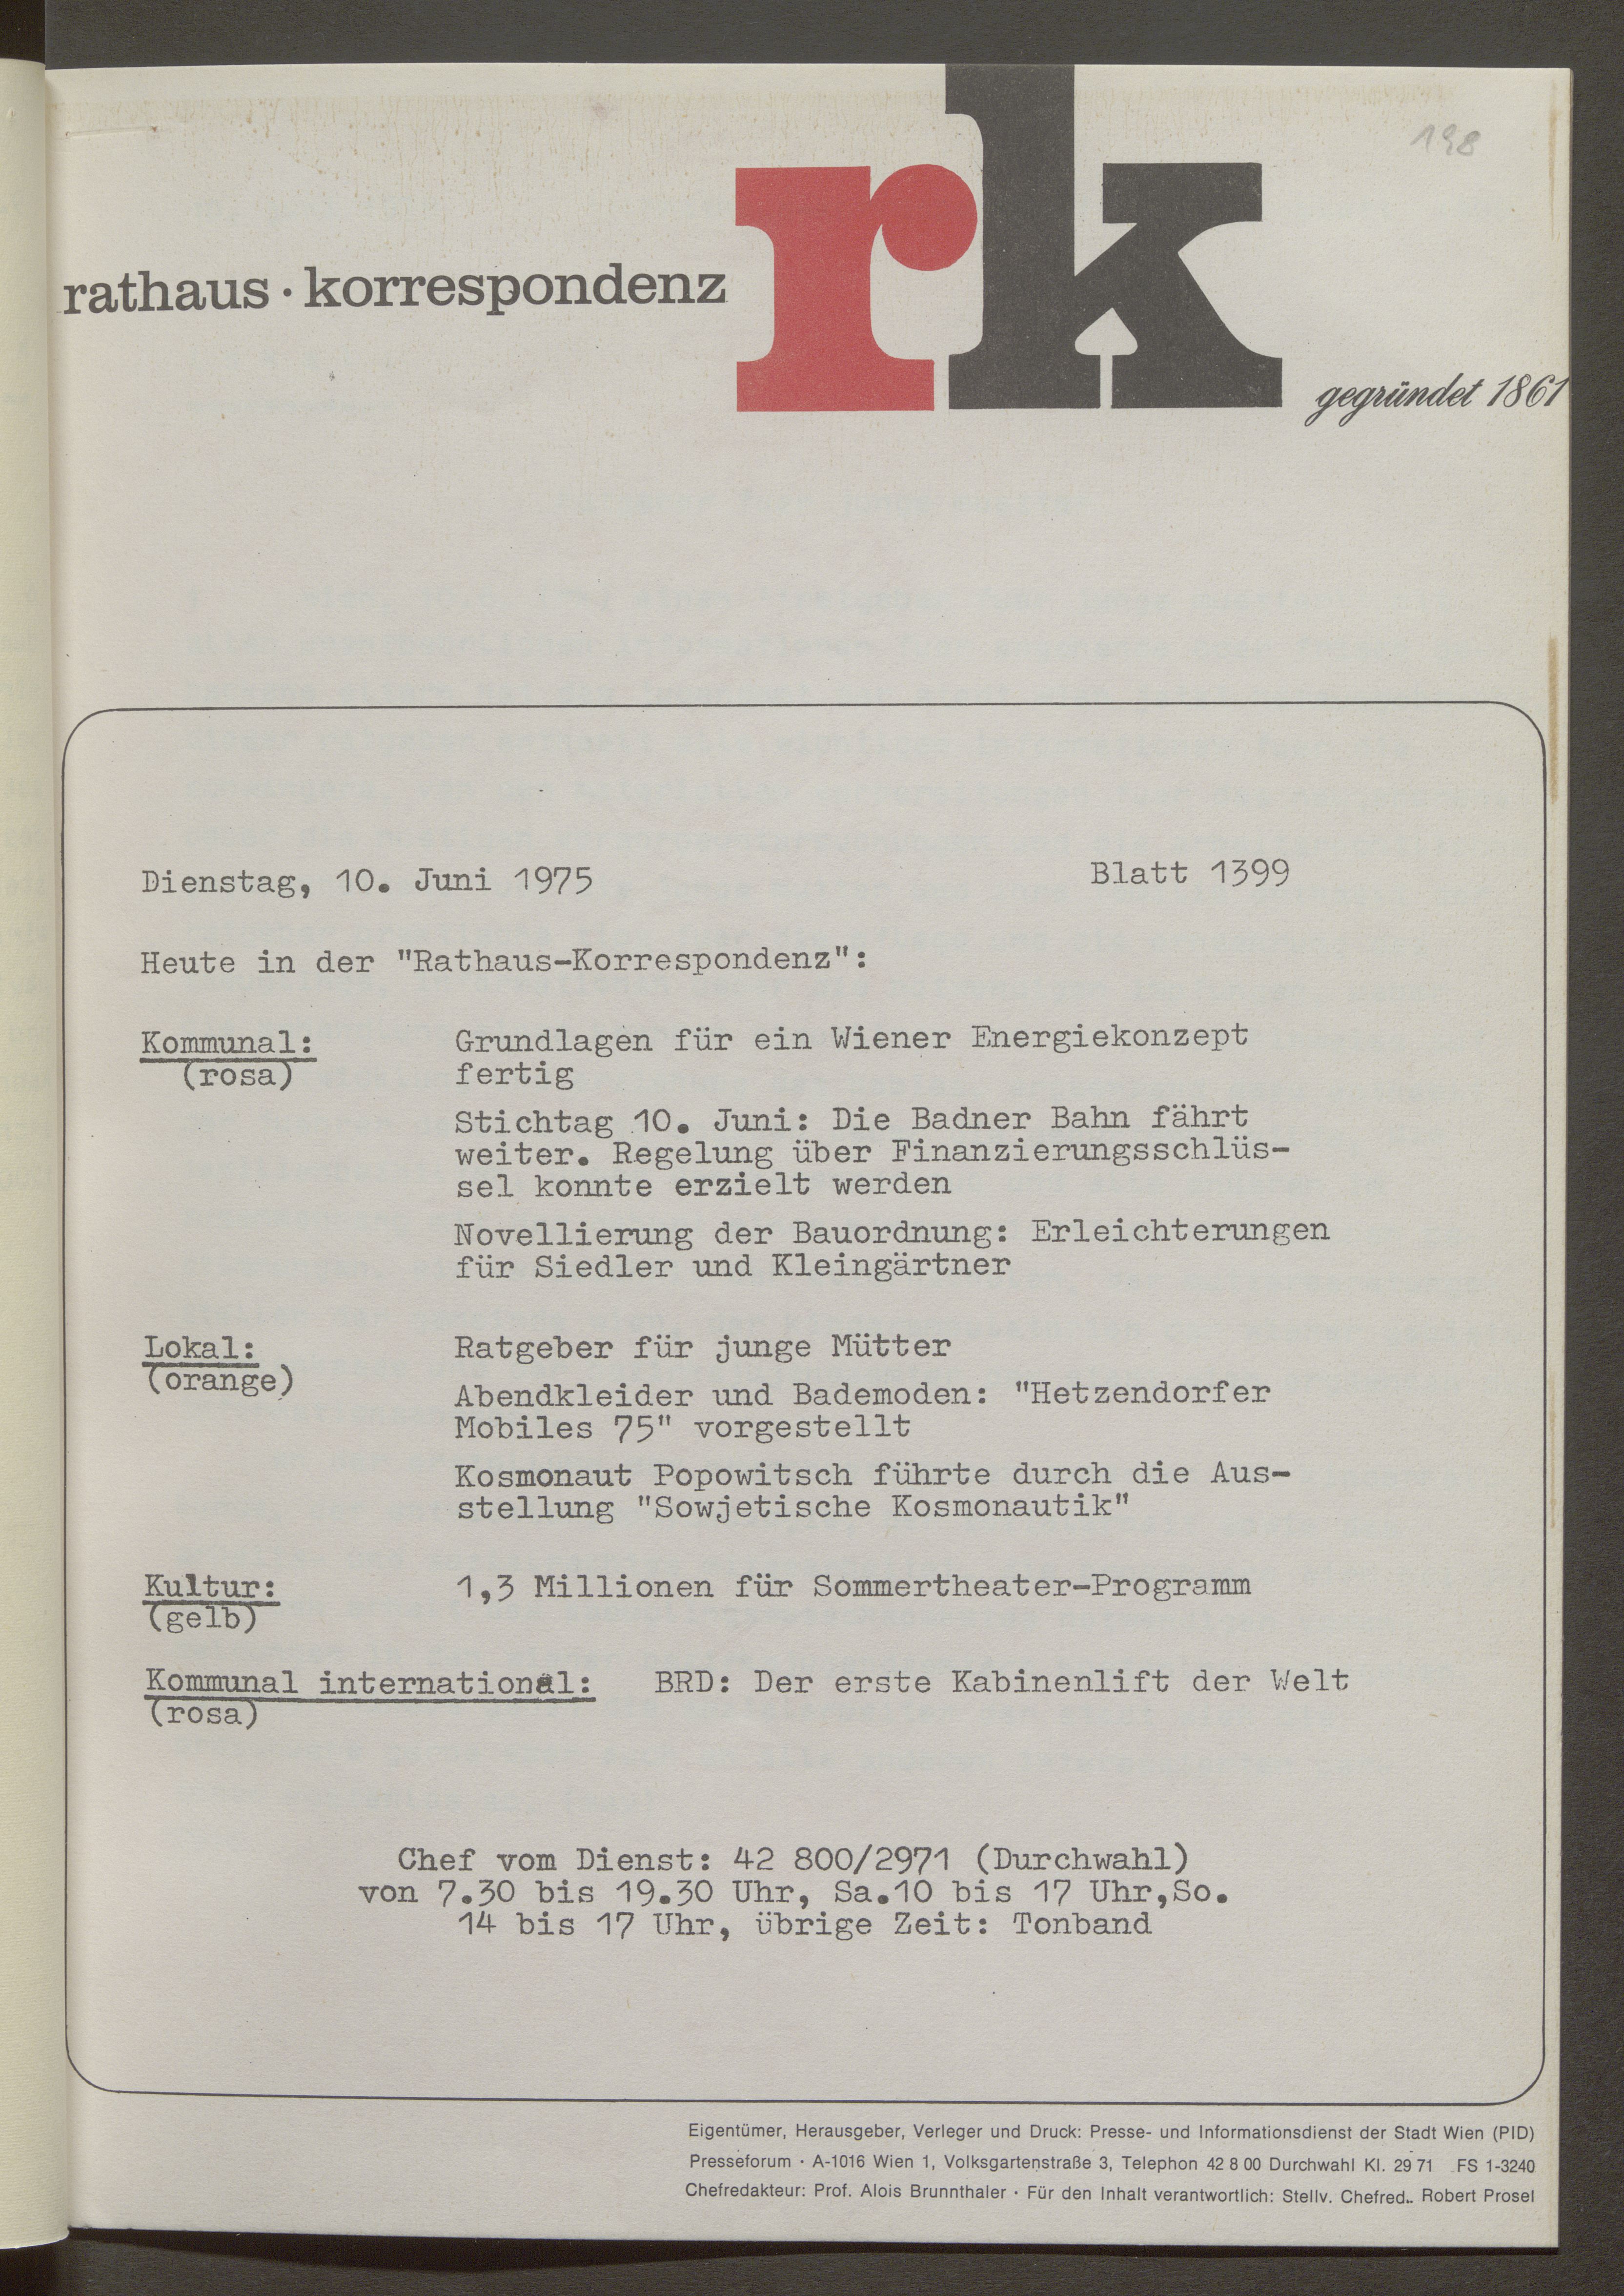 198
rk
rathaus · korrespondenz
gegründet 1861
Dienstag, 10. Juni 1975 Blatt 1399
Heute in der "Rathaus-Korrespondenz":
Kommunal: Grundlagen für ein Wiener Energiekonzept
(rosa) fertig
Stichtag 10. Juni: Die Badner Bahn fährt
weiter. Regelung über Finanzierungsschlüs-
sel konnte erzielt werden
Novellierung der Bauordnung: Erleichterungen
für Siedler und Kleingärtner
Lokal: Ratgeber für junge Mütter
(orange)
Abendkleider und Bademoden: "Hetzendorfer
Mobiles 75" vorgestellt
Kosmonaut Popowitsch führte durch die Aus-
stellung "Sowjetische Kosmonautik"
Kultur: 1,3 Millionen für Sommertheater-Programm
(gelb)
Kommunal international: BRD: Der erste Kabinenlift der Welt
(rosa)
Chef vom Dienst: 42 800/2971 (Durchwahl)
von 7.30 bis 19.30 Uhr, Sa.10 bis 17 Uhr,So.
14 bis 17 Uhr, übrige Zeit: Tonband
Eigentümer, Herausgeber, Verleger und Druck: Presse- und Informationsdienst der Stadt Wien (PID)
Presseforum · A-1016 Wien 1, Volksgartenstraße 3, Telephon 42 8 00 Durchwahl Kl. 29 71 FS 1-3240
Chefredakteur: Prof. Alois Brunnthaler · Für den Inhalt verantwortlich: Stellv. Chefred.. Robert Prosel